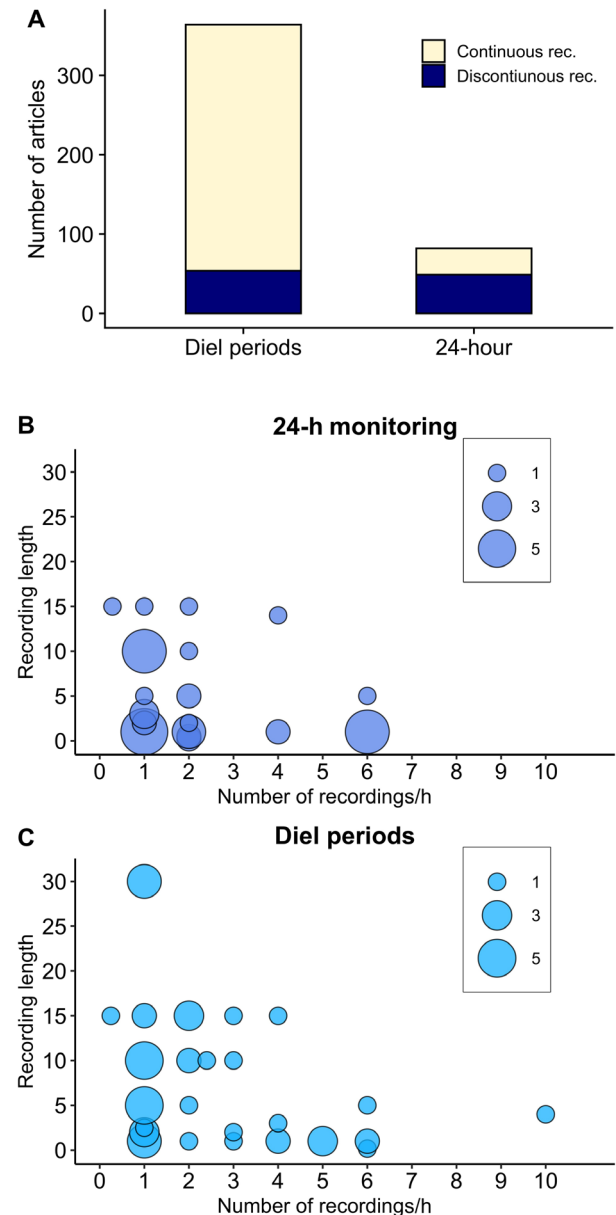 A
Number of articles
300
200
100
0
Continuous rec.
Discontiunous rec.
Diel periods
24-hour
B
24-h monitoring
Recording length
30
25
20
15
10
5
0
1
3
5
0 1 2 3 4 5 6 7 8 9 10
Number of recordings/h
C
Diel periods
Recording length
30
25
20
15
10
5
0
1
3
5
0 1 2 3 4 5 6 7 8 9 10
Number of recordings/h